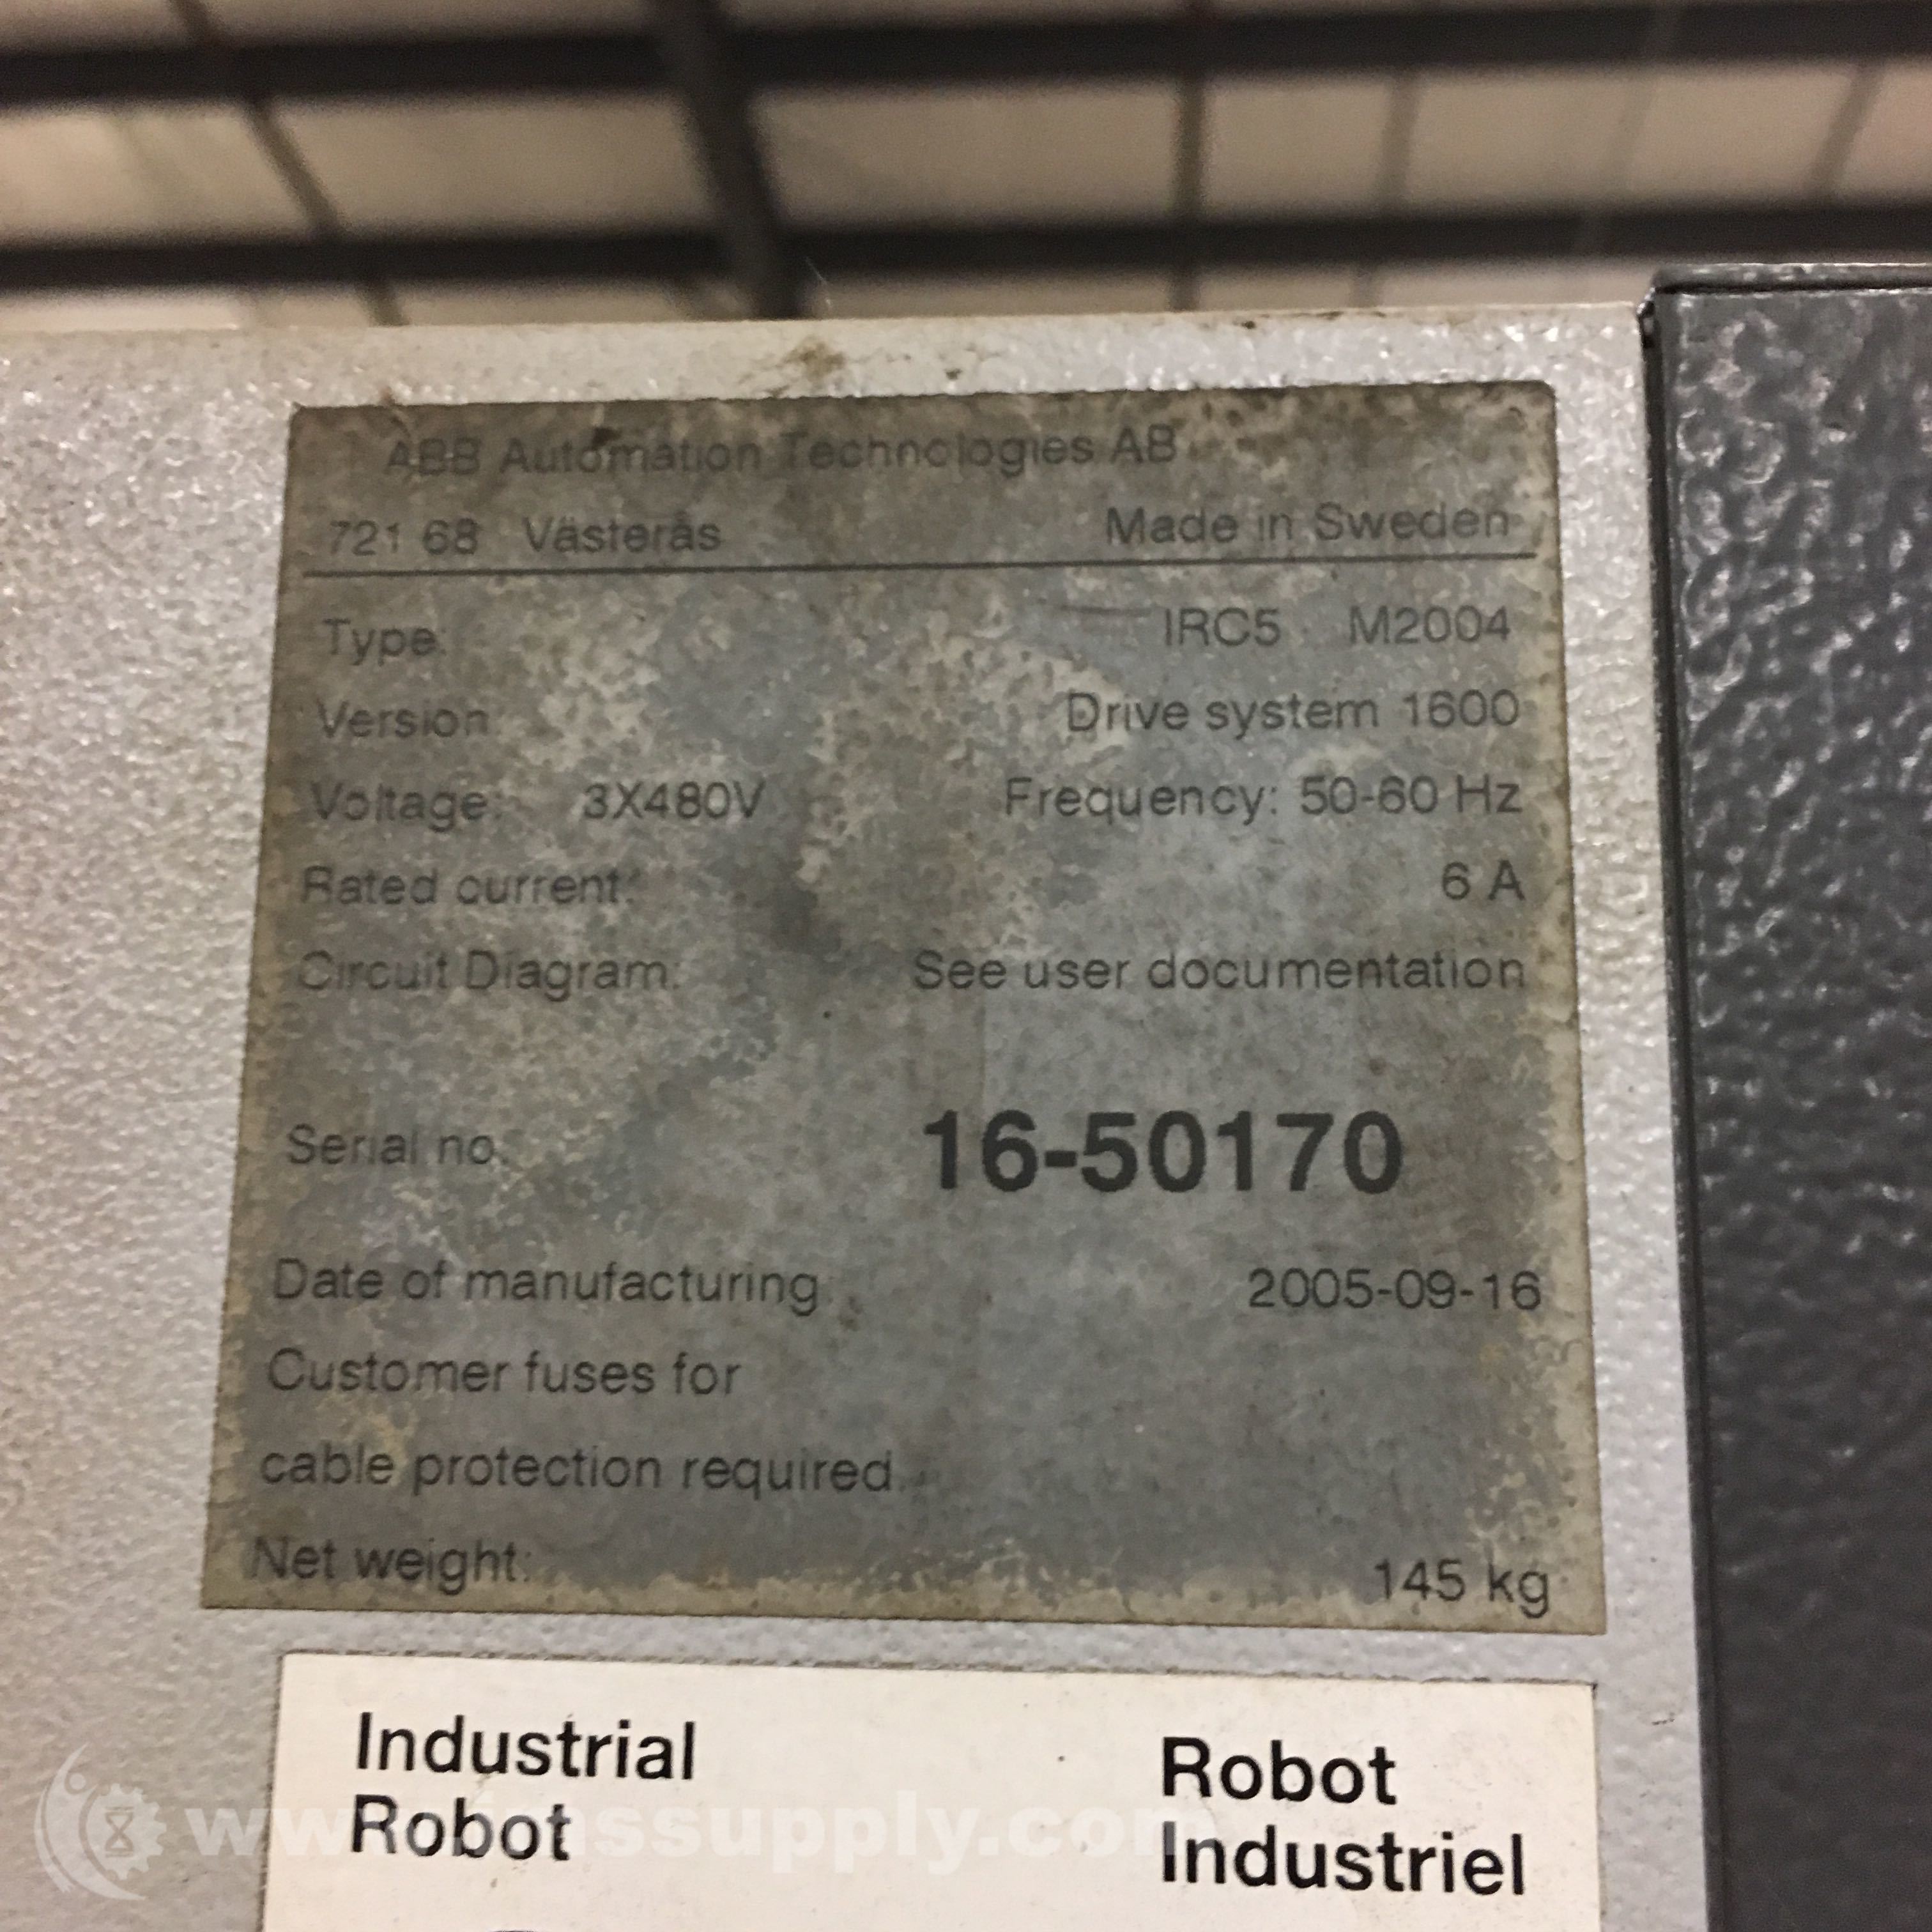 ABB Automation Technologies AB
721 68 Västerås Made in Sweden
Type: IRC5 M2004
Version: Drive system 1600
Voltage: 3X480V Frequency: 50-60 Hz
Rated current: 6 A
Circuit Diagram: See user documentation
Serial no: 16-50170
Date of manufacturing: 2005-09-16
Customer fuses for
cable protection required.
Net weight: 145 kg
Industrial Robot
Robot Industriel